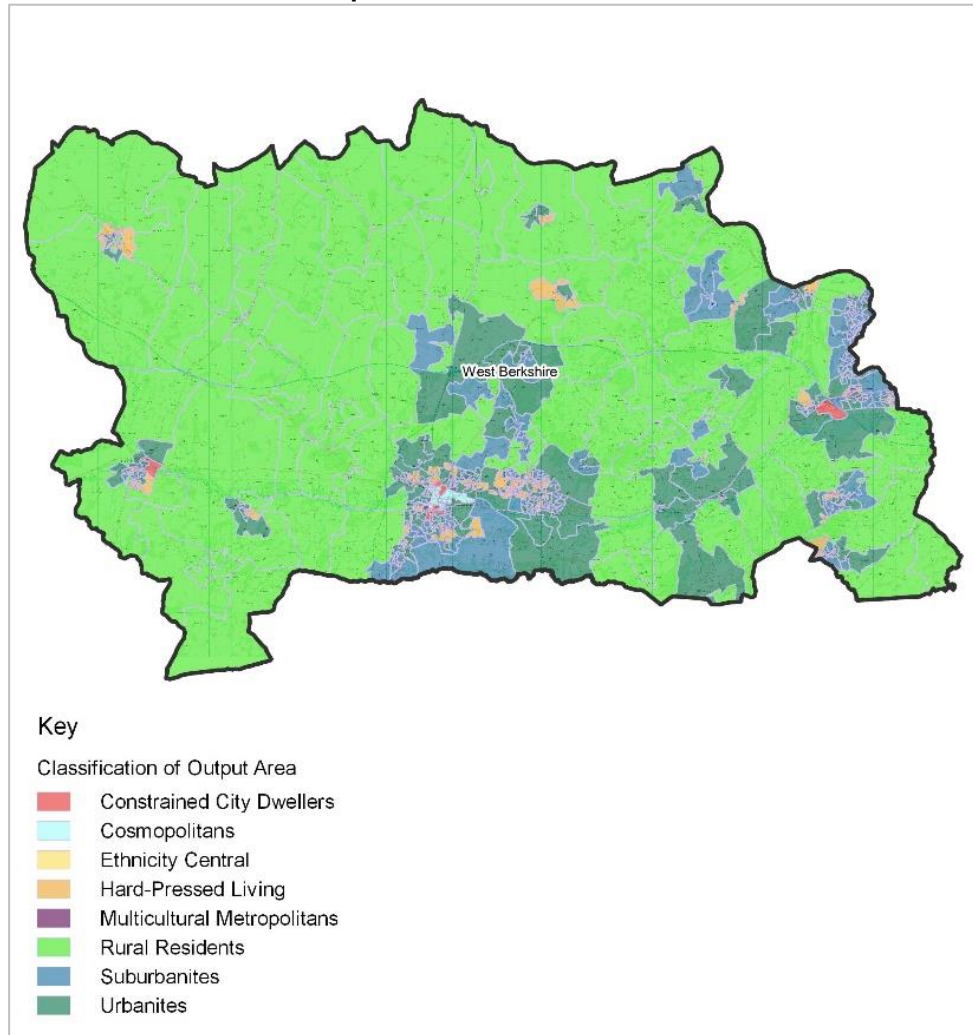 West Berkshire
Key
Classification of Output Area
Constrained City Dwellers
Cosmopolitans
Ethnicity Central
Hard-Pressed Living
Multicultural Metropolitans
Rural Residents
Suburbanites
Urbanites